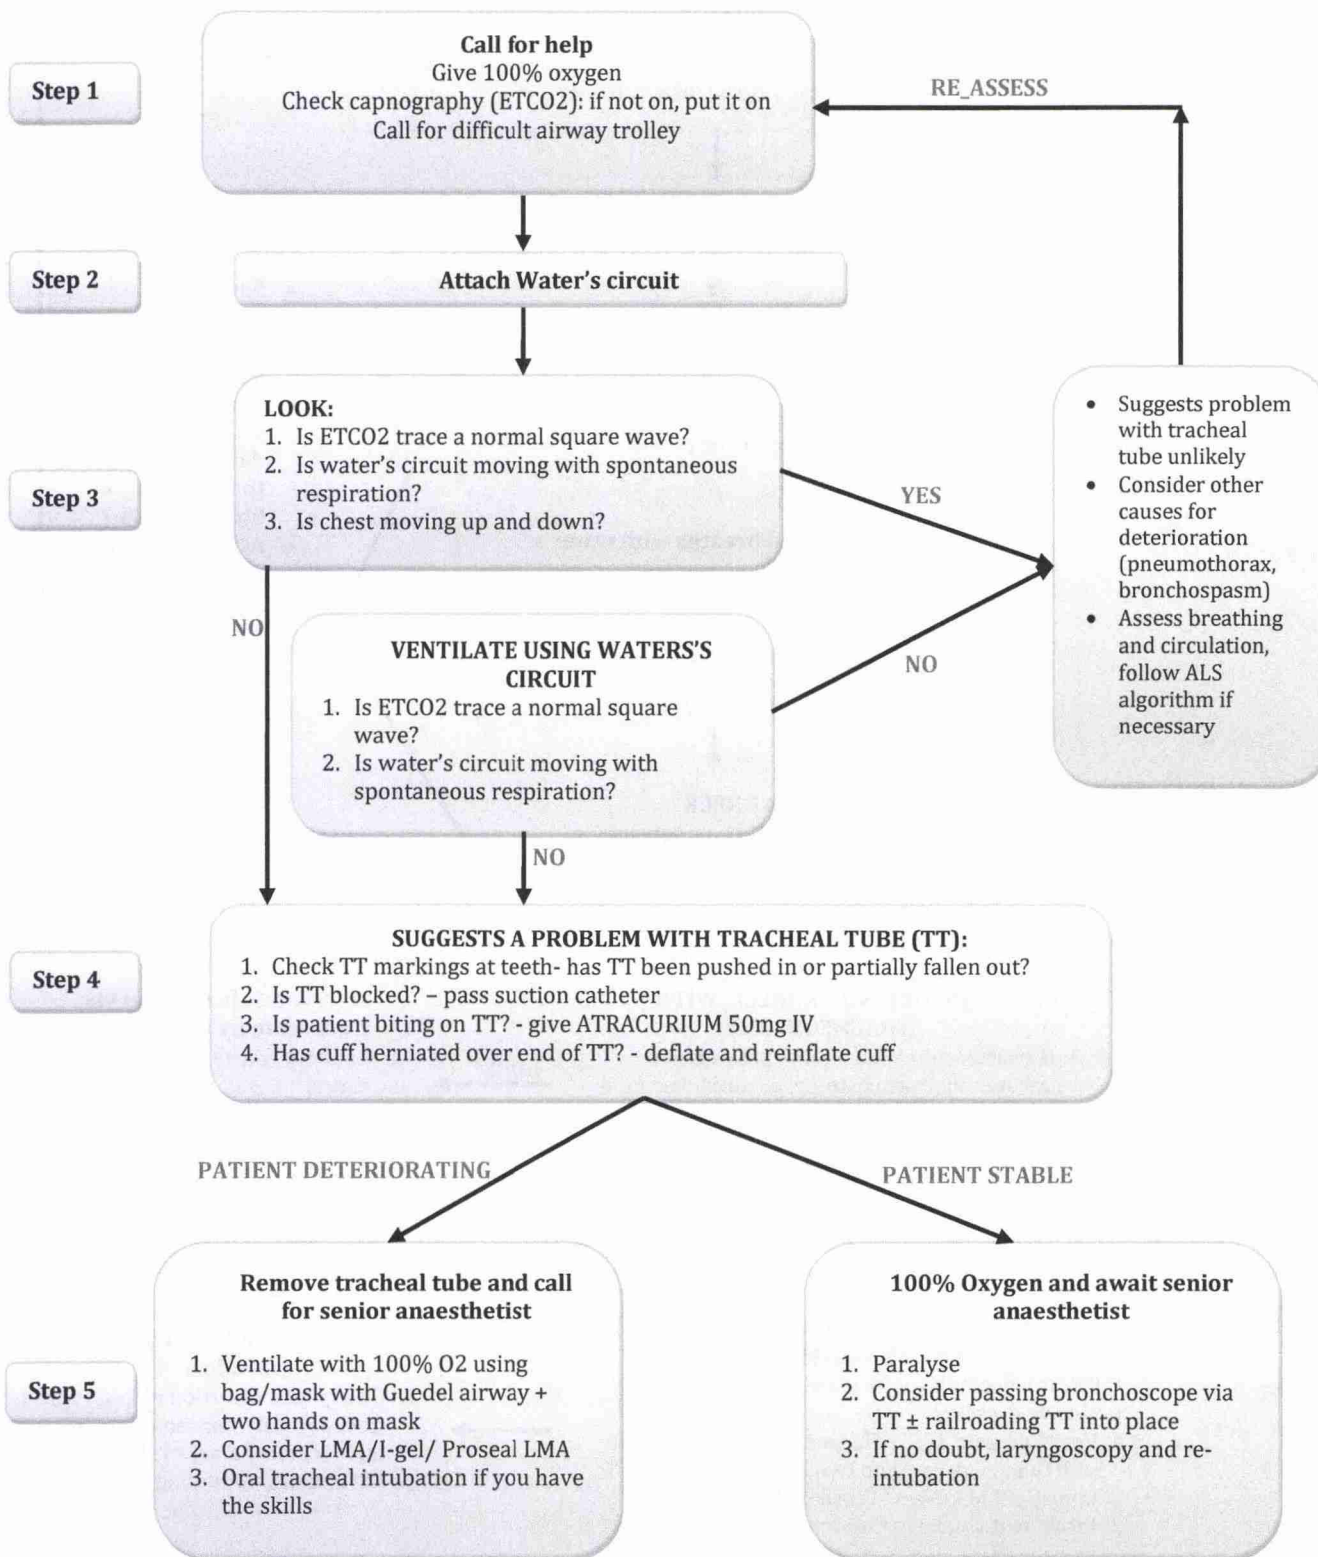 Step 1
Call for help
Give 100% oxygen
Check capnography (ETCO2): if not on, put it on
Call for difficult airway trolley
RE_ASSESS
Step 2
Attach Water's circuit
Step 3
LOOK:
1. Is ETCO2 trace a normal square wave?
2. Is water's circuit moving with spontaneous
respiration?
3. Is chest moving up and down?
YES
NO
VENTILATE USING WATERS'S
CIRCUIT
1. Is ETCO2 trace a normal square
wave?
2. Is water's circuit moving with
spontaneous respiration?
NO
NO
• Suggests problem
with tracheal
tube unlikely
• Consider other
causes for
deterioration
(pneumothorax,
bronchospasm)
• Assess breathing
and circulation,
follow ALS
algorithm if
necessary
Step 4
SUGGESTS A PROBLEM WITH TRACHEAL TUBE (TT):
1. Check TT markings at teeth- has TT been pushed in or partially fallen out?
2. Is TT blocked? – pass suction catheter
3. Is patient biting on TT? - give ATRACURIUM 50mg IV
4. Has cuff herniated over end of TT? - deflate and reinflate cuff
PATIENT DETERIORATING
PATIENT STABLE
Step 5
Remove tracheal tube and call
for senior anaesthetist
1. Ventilate with 100% O2 using
bag/mask with Guedel airway +
two hands on mask
2. Consider LMA/I-gel/ Proseal LMA
3. Oral tracheal intubation if you have
the skills
100% Oxygen and await senior
anaesthetist
1. Paralyse
2. Consider passing bronchoscope via
TT ± railroading TT into place
3. If no doubt, laryngoscopy and re-
intubation